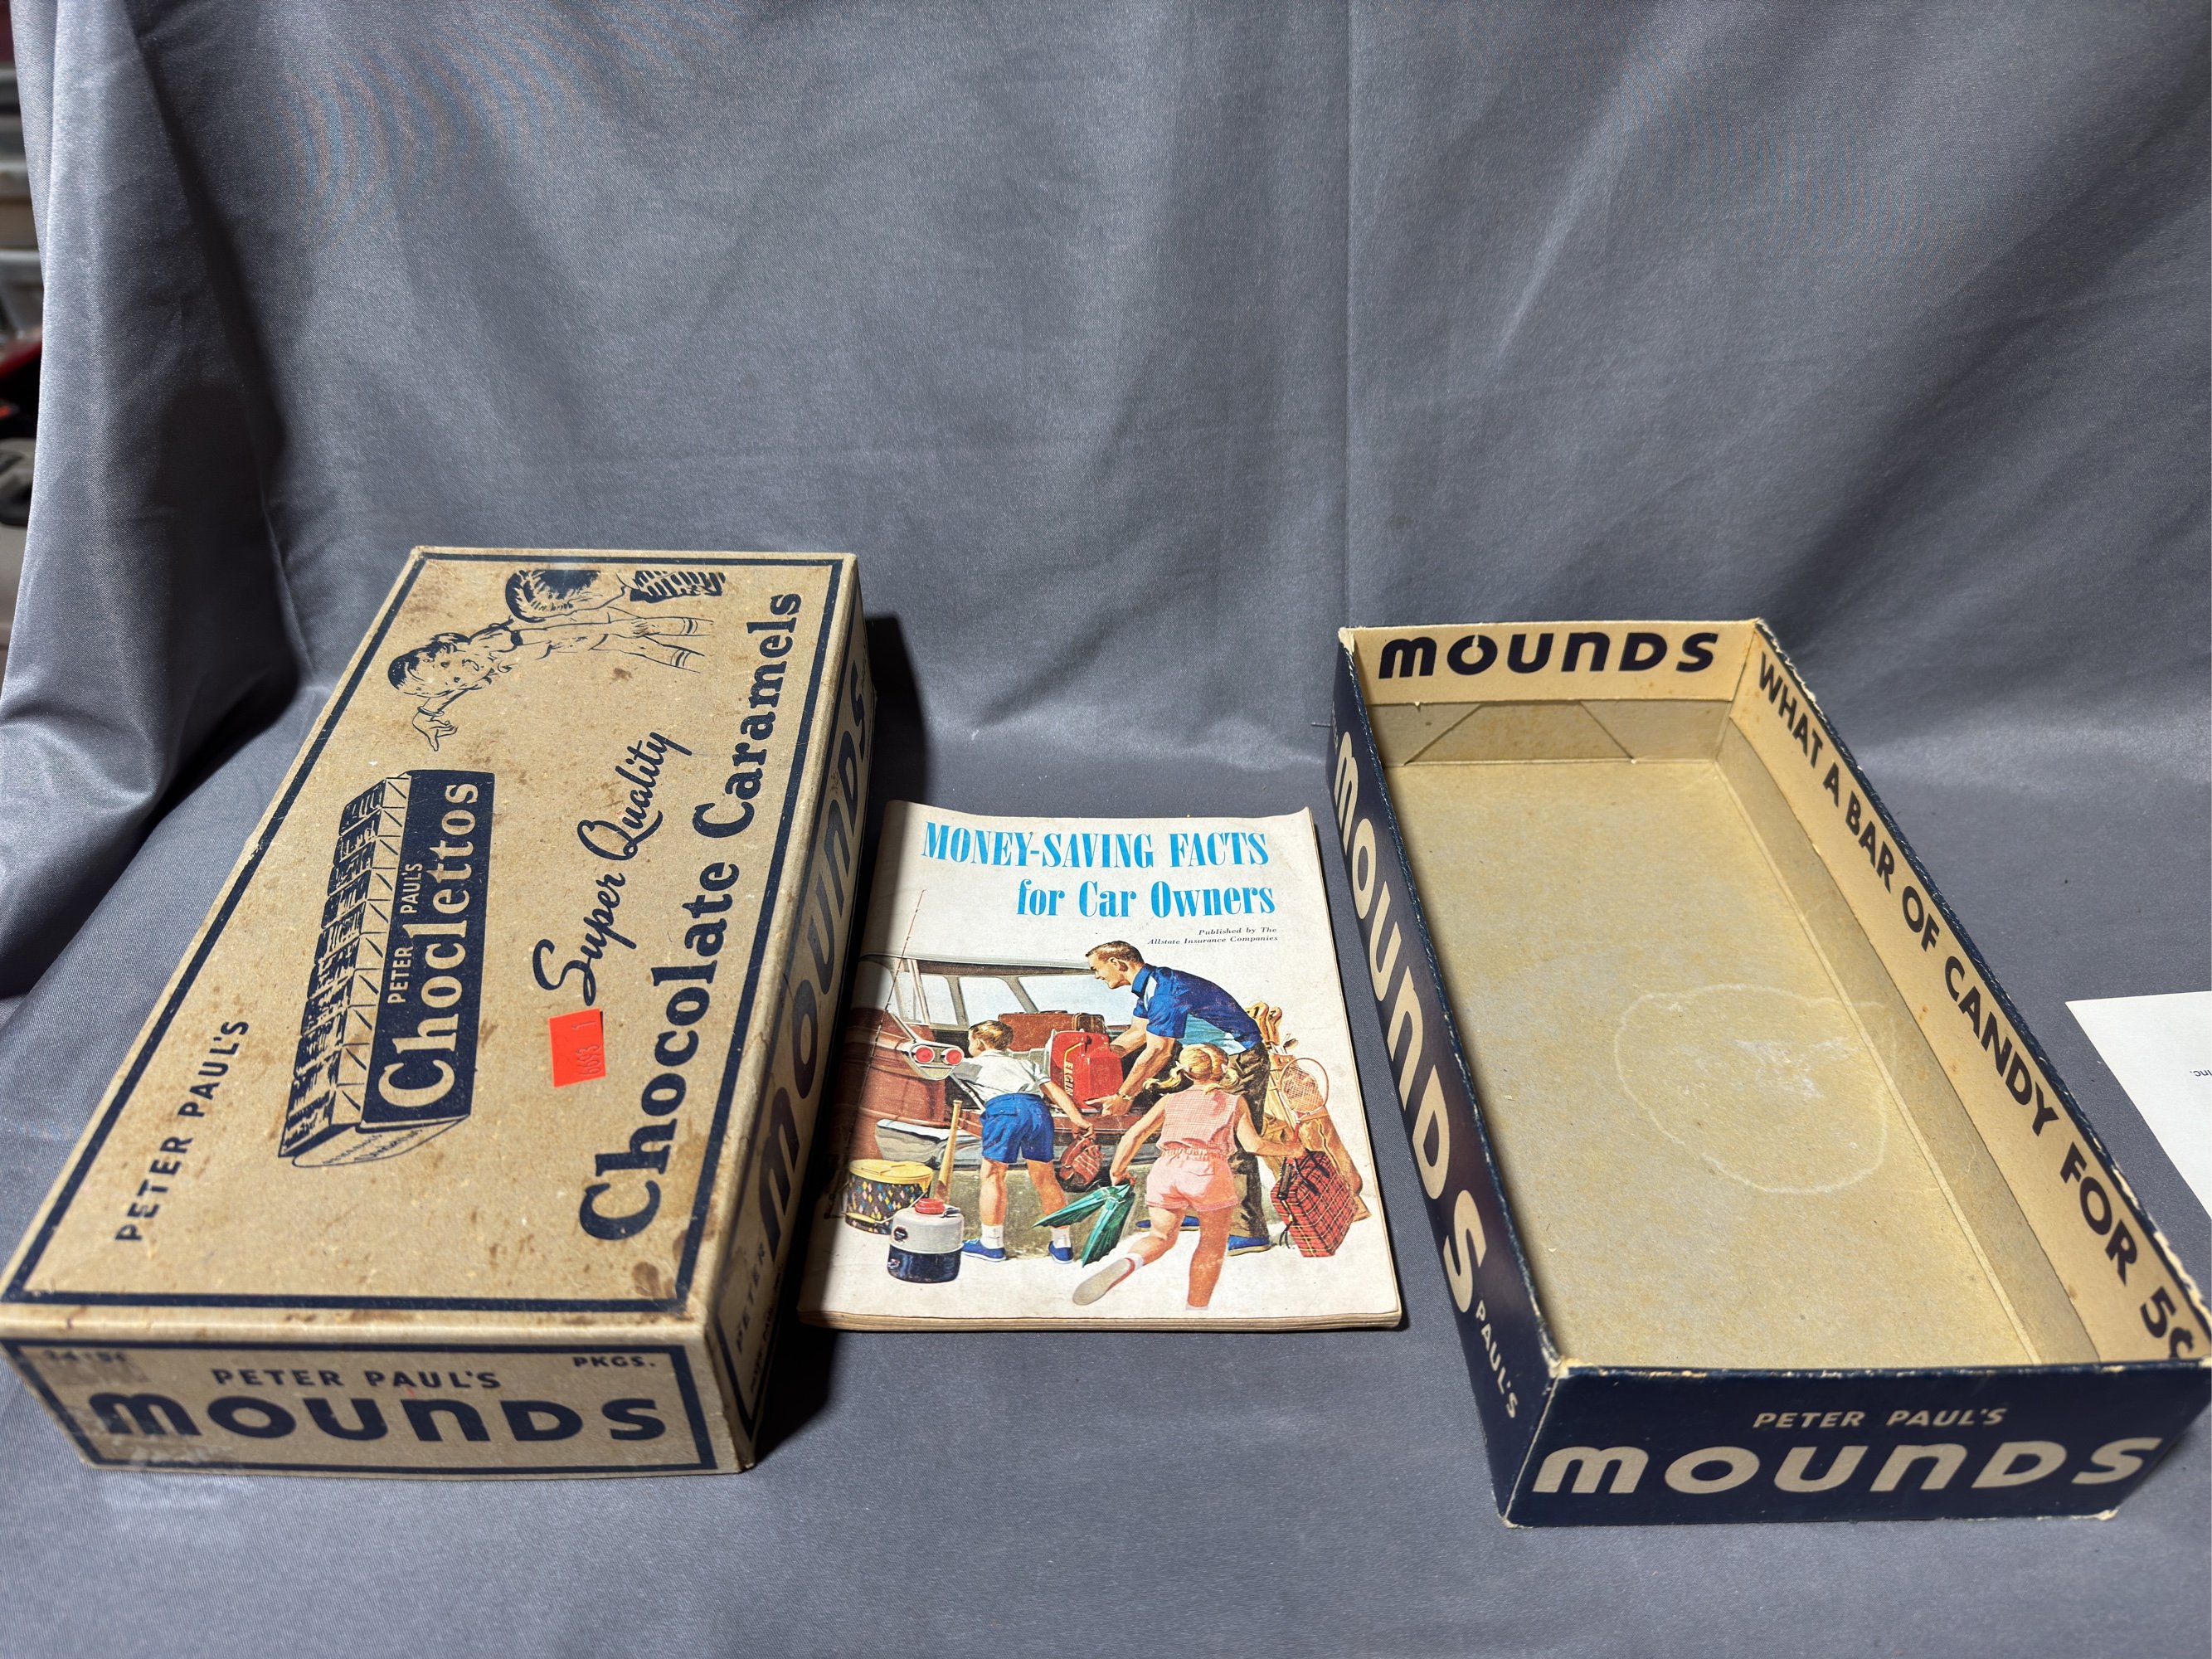 PETER PAUL'S
PETER PAUL'S
Choclettos
Super Quality
Chocolate Caramels
mounds
PETER
PKGS.
PETER PAUL'S
mounds
MONEY-SAVING FACTS
for Car Owners
Published by The
Allstate Insurance Companies
mounds
WHAT A BAR OF CANDY FOR 5¢
mounds
PAUL'S
PETER PAUL'S
mounds
Inc.